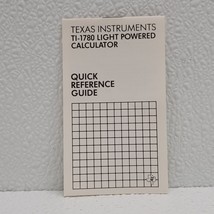 TEXAS INSTRUMENTS
TI-1780 LIGHT POWERED
CALCULATOR
QUICK
REFERENCE
GUIDE